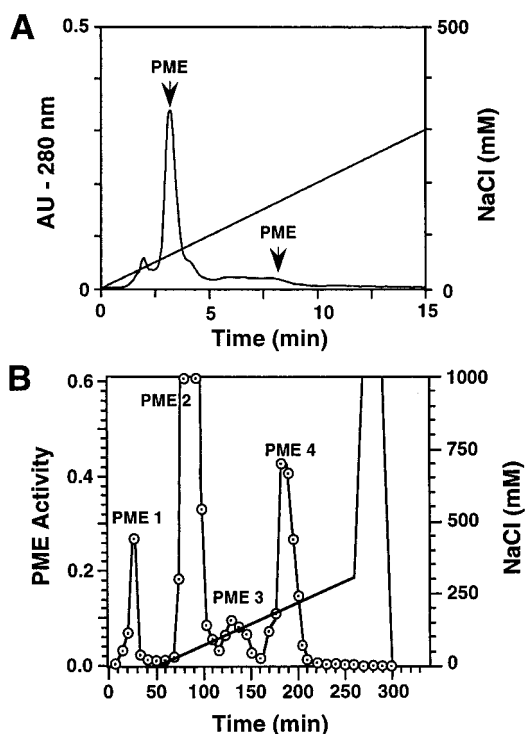 A
0.5
500
PME
AU - 280 nm
NaCl (mM)
PME
0
0
0
5
10
15
Time (min)
B
0.6
1000
PME 2
750
PME 4
0.4
PME 1
500
PME Activity
NaCl (mM)
PME 3
0.2
250
0.0
0
0
50
100
150
200
250
300
Time (min)